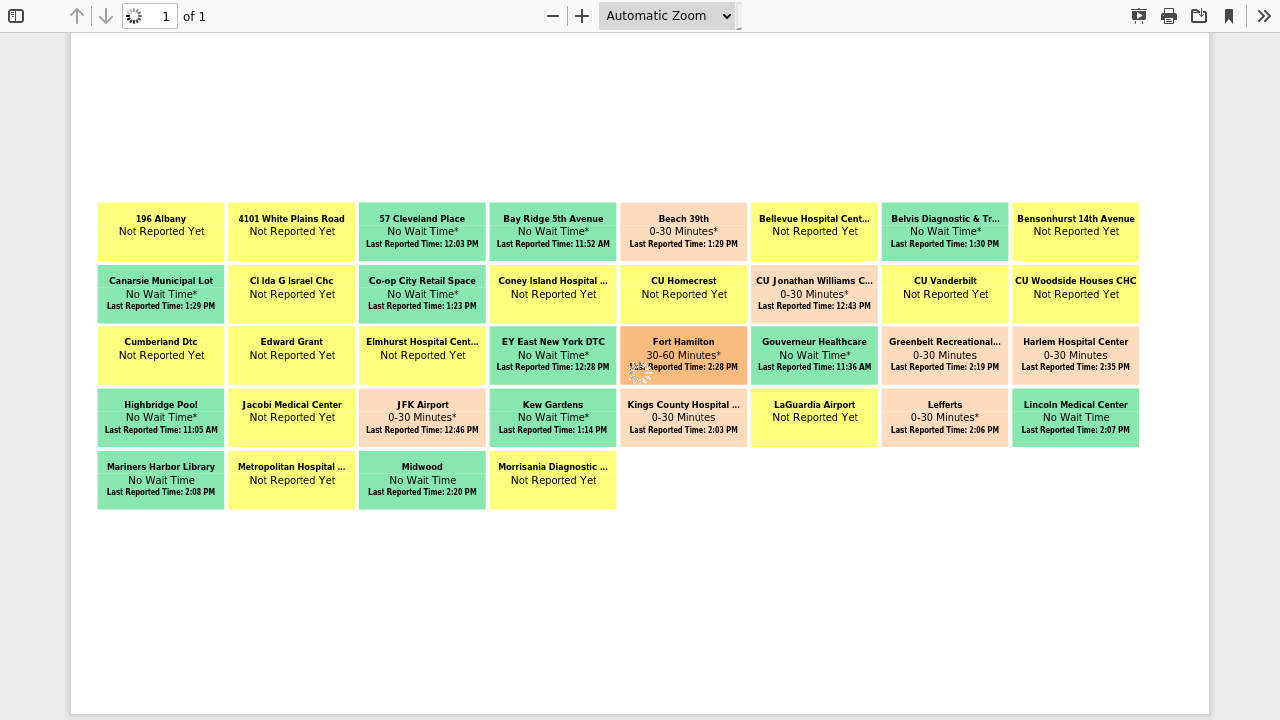 1 of 1 Automatic Zoom
196 Albany
Not Reported Yet
4101 White Plains Road
Not Reported Yet
57 Cleveland Place
No Wait Time*
Last Reported Time: 12:03 PM
Bay Ridge 5th Avenue
No Wait Time*
Last Reported Time: 11:52 AM
Beach 39th
0-30 Minutes*
Last Reported Time: 1:29 PM
Bellevue Hospital Cent...
Not Reported Yet
Belvis Diagnostic & Tr...
No Wait Time*
Last Reported Time: 1:30 PM
Bensonhurst 14th Avenue
Not Reported Yet
Canarsie Municipal Lot
No Wait Time*
Last Reported Time: 1:29 PM
CI Ida G Israel Chc
Not Reported Yet
Co-op City Retail Space
No Wait Time*
Last Reported Time: 1:23 PM
Coney Island Hospital ...
Not Reported Yet
CU Homecrest
Not Reported Yet
CU Jonathan Williams C...
0-30 Minutes*
Last Reported Time: 12:43 PM
CU Vanderbilt
Not Reported Yet
CU Woodside Houses CHC
Not Reported Yet
Cumberland Dtc
Not Reported Yet
Edward Grant
Not Reported Yet
Elmhurst Hospital Cent...
Not Reported Yet
EY East New York DTC
No Wait Time*
Last Reported Time: 12:28 PM
Fort Hamilton
30-60 Minutes*
Reported Time: 2:28 PM
Gouverneur Healthcare
No Wait Time*
Last Reported Time: 11:36 AM
Greenbelt Recreational...
0-30 Minutes
Last Reported Time: 2:19 PM
Harlem Hospital Center
0-30 Minutes
Last Reported Time: 2:35 PM
Highbridge Pool
No Wait Time*
Last Reported Time: 11:05 AM
Jacobi Medical Center
Not Reported Yet
JFK Airport
0-30 Minutes*
Last Reported Time: 12:46 PM
Kew Gardens
No Wait Time*
Last Reported Time: 1:14 PM
Kings County Hospital ...
0-30 Minutes
Last Reported Time: 2:03 PM
LaGuardia Airport
Not Reported Yet
Lefferts
0-30 Minutes*
Last Reported Time: 2:06 PM
Lincoln Medical Center
No Wait Time
Last Reported Time: 2:07 PM
Mariners Harbor Library
No Wait Time
Last Reported Time: 2:08 PM
Metropolitan Hospital ...
Not Reported Yet
Midwood
No Wait Time
Last Reported Time: 2:20 PM
Morrisania Diagnostic ...
Not Reported Yet